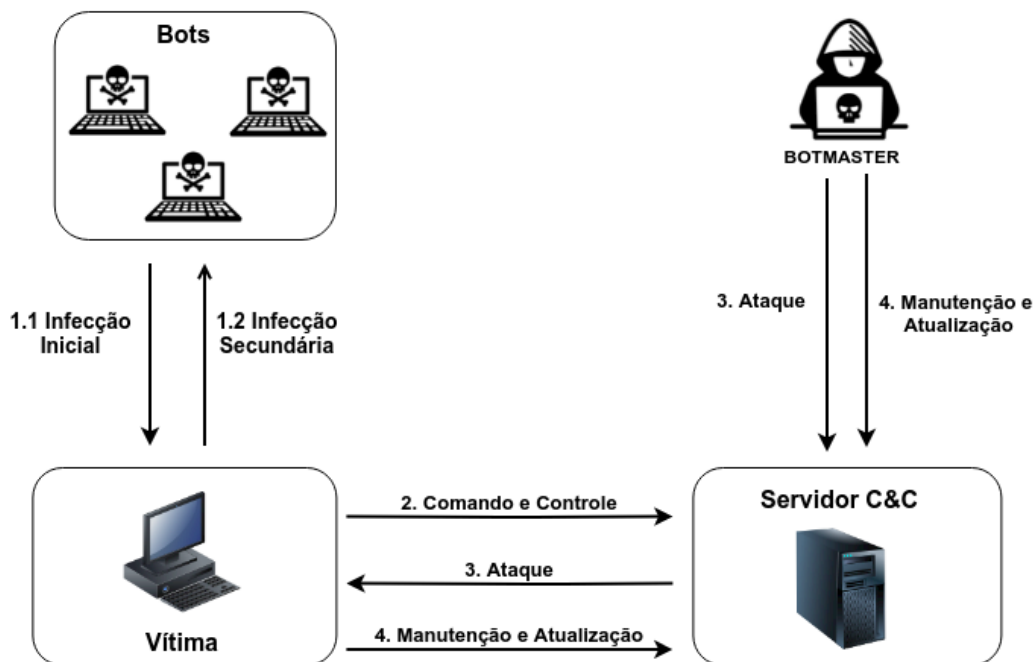 Bots
BOTMASTER
1.1 Infecção
Inicial
1.2 Infecção
Secundária
3. Ataque
4. Manutenção e
Atualização
2. Comando e Controle
3. Ataque
4. Manutenção e Atualização
Vítima
Servidor C&C